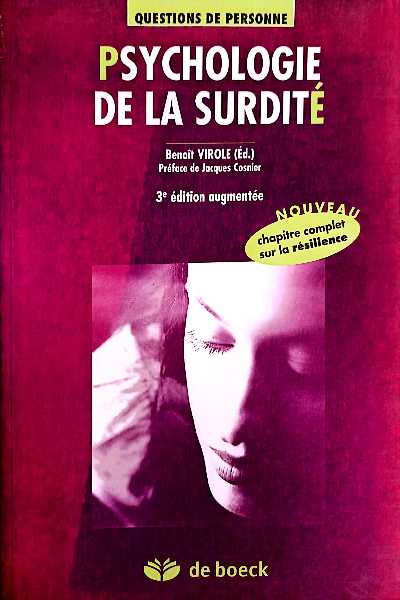 QUESTIONS DE PERSONNE
PSYCHOLOGIE
DE LA SURDITÉ
Benoît VIROLE (Éd.)
Préface de Jacques Cosnier
3e édition augmentée
NOUVEAU
chapitre complet
sur la résilience
de boeck